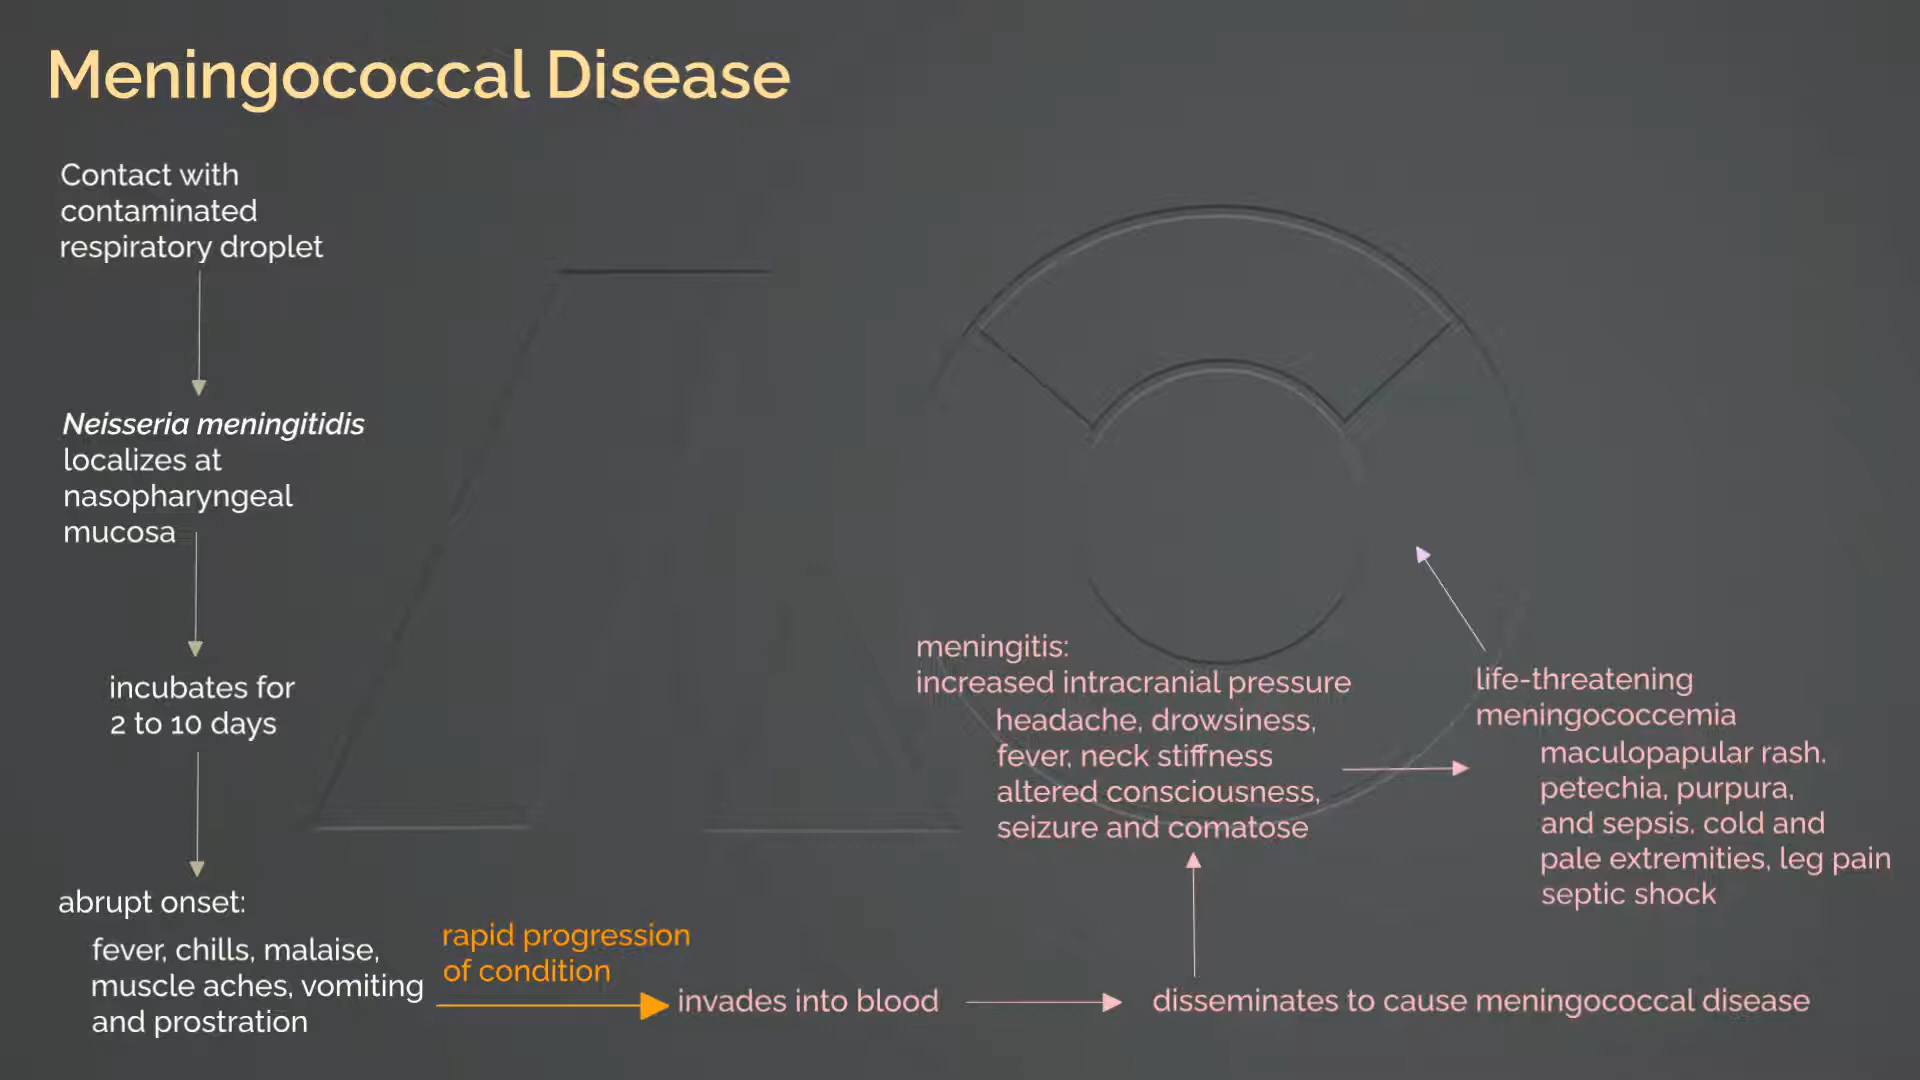 Meningococcal Disease
Contact with
contaminated
respiratory droplet
Neisseria meningitidis
localizes at
nasopharyngeal
mucosa
incubates for
2 to 10 days
abrupt onset:
fever, chills, malaise,
muscle aches, vomiting
and prostration
rapid progression
of condition
invades into blood
disseminates to cause meningococcal disease
meningitis:
increased intracranial pressure
headache, drowsiness,
fever, neck stiffness
altered consciousness,
seizure and comatose
life-threatening
meningococcemia
maculopapular rash.
petechia, purpura,
and sepsis. cold and
pale extremities, leg pain
septic shock